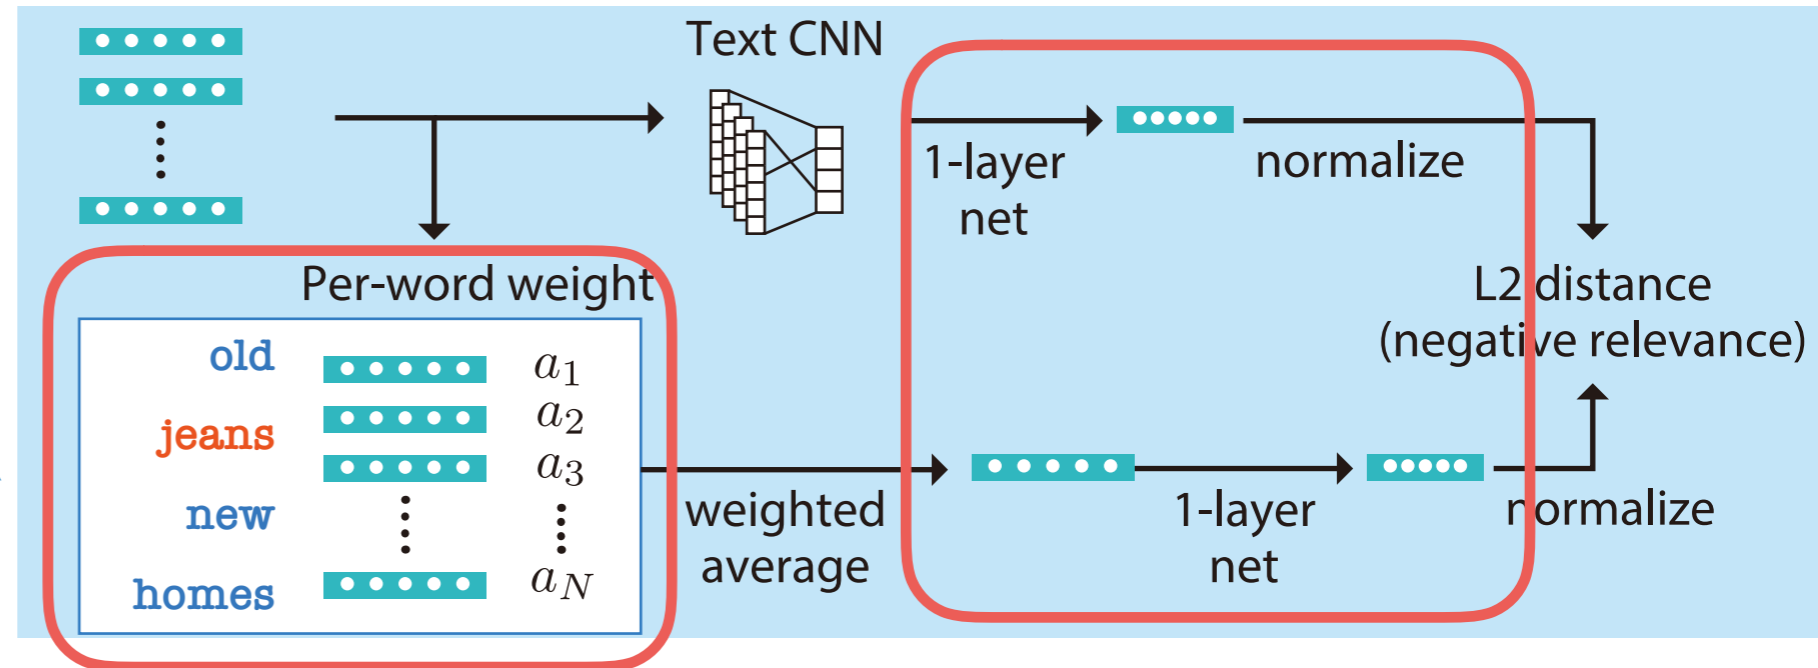 Text CNN
1-layer
net
normalize
Per-word weight
old
jeans
new
homes
a1
a2
a3
aN
weighted
average
1-layer
net
normalize
L2 distance
(negative relevance)